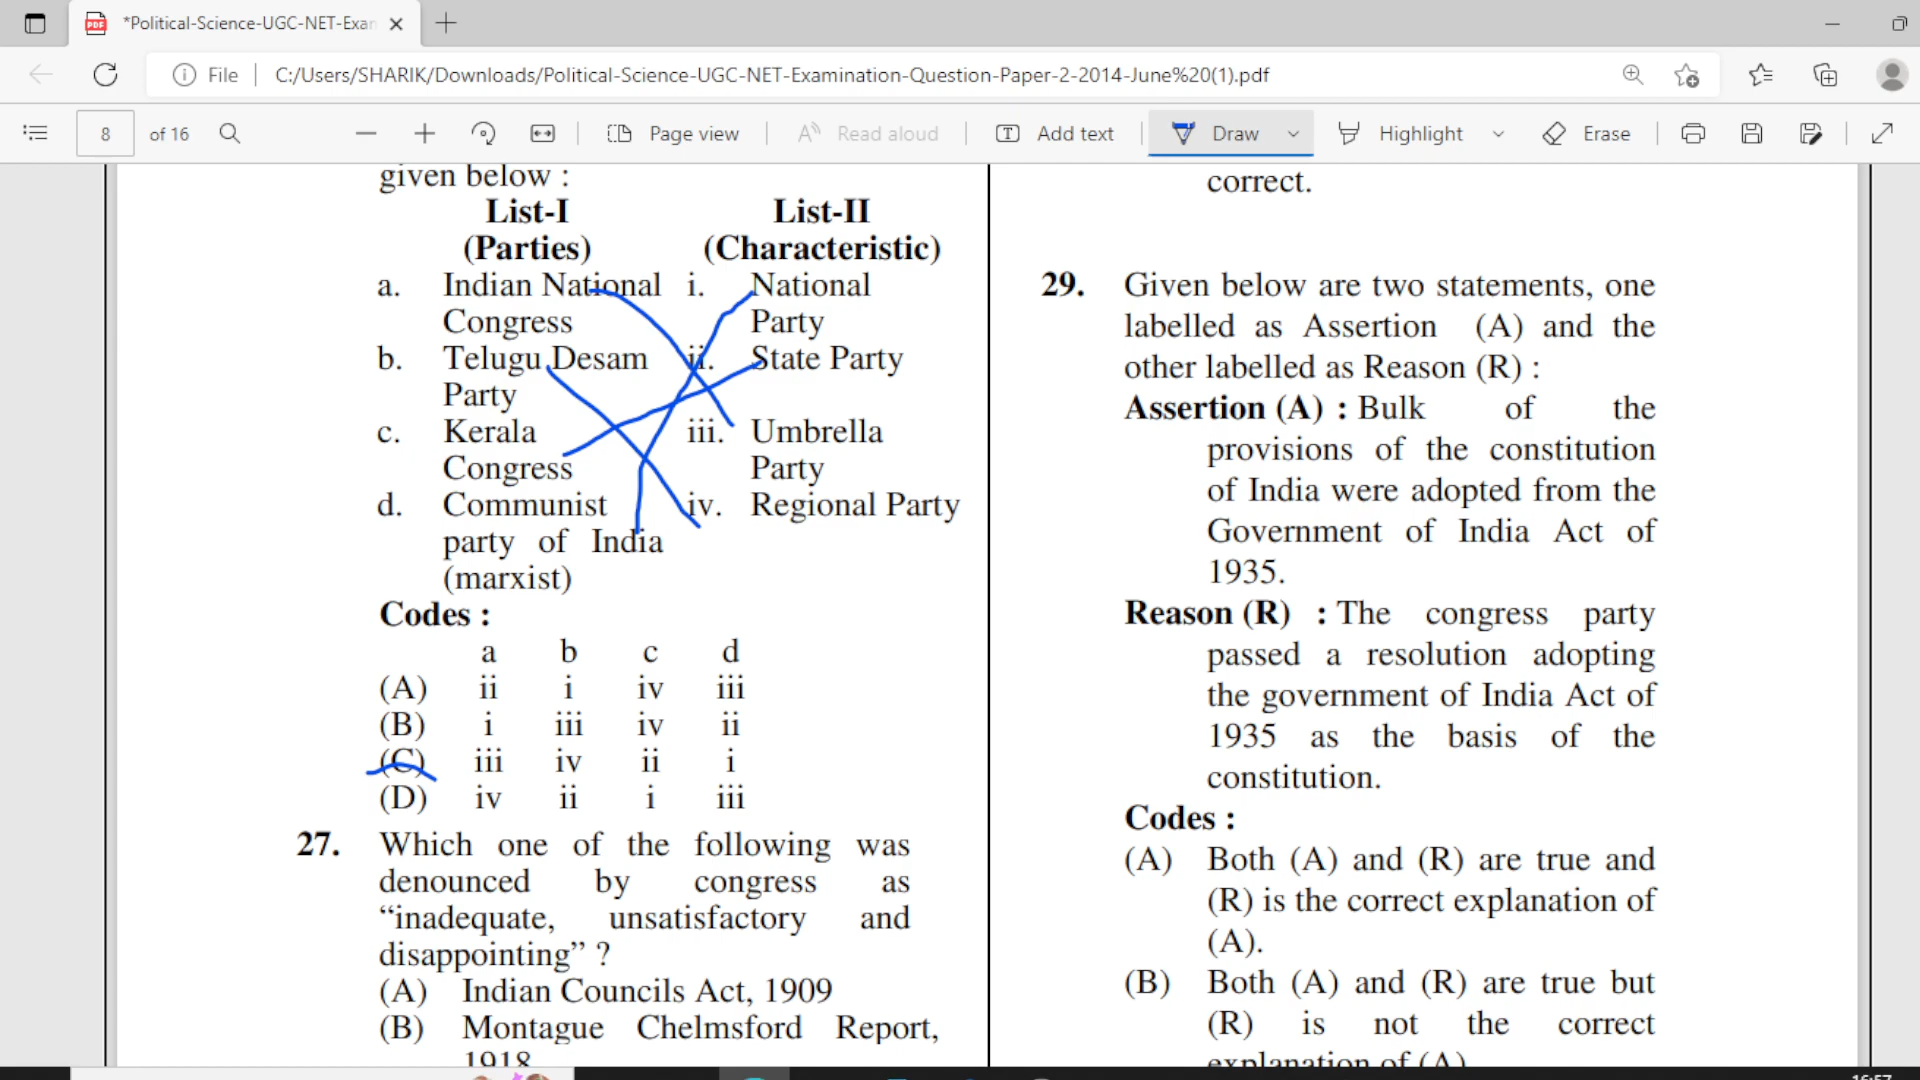 *Political-Science-UGC-NET-Exan
File
C:/Users/SHARIK/Downloads/Political-Science-UGC-NET-Examination-Question-Paper-2-2014-June%20(1).pdf
8 of 16
Page view
Read aloud
Add text
Draw
Highlight
Erase
given below :
List-I List-II
(Parties) (Characteristic)
a. Indian National i. National
Congress Party
b. Telugu Desam ii. State Party
Party
c. Kerala iii. Umbrella
Congress Party
d. Communist iv. Regional Party
party of India
(marxist)
Codes :
a b c d
(A) ii i iv iii
(B) i iii iv ii
(C) iii iv ii i
(D) iv ii i iii
27. Which one of the following was
denounced by congress as
“inadequate, unsatisfactory and
disappointing” ?
(A) Indian Councils Act, 1909
(B) Montague Chelmsford Report,
1918
correct.
29. Given below are two statements, one
labelled as Assertion (A) and the
other labelled as Reason (R) :
Assertion (A) : Bulk of the
provisions of the constitution
of India were adopted from the
Government of India Act of
1935.
Reason (R) : The congress party
passed a resolution adopting
the government of India Act of
1935 as the basis of the
constitution.
Codes :
(A) Both (A) and (R) are true and
(R) is the correct explanation of
(A).
(B) Both (A) and (R) are true but
(R) is not the correct
explanation of (A)
16:57